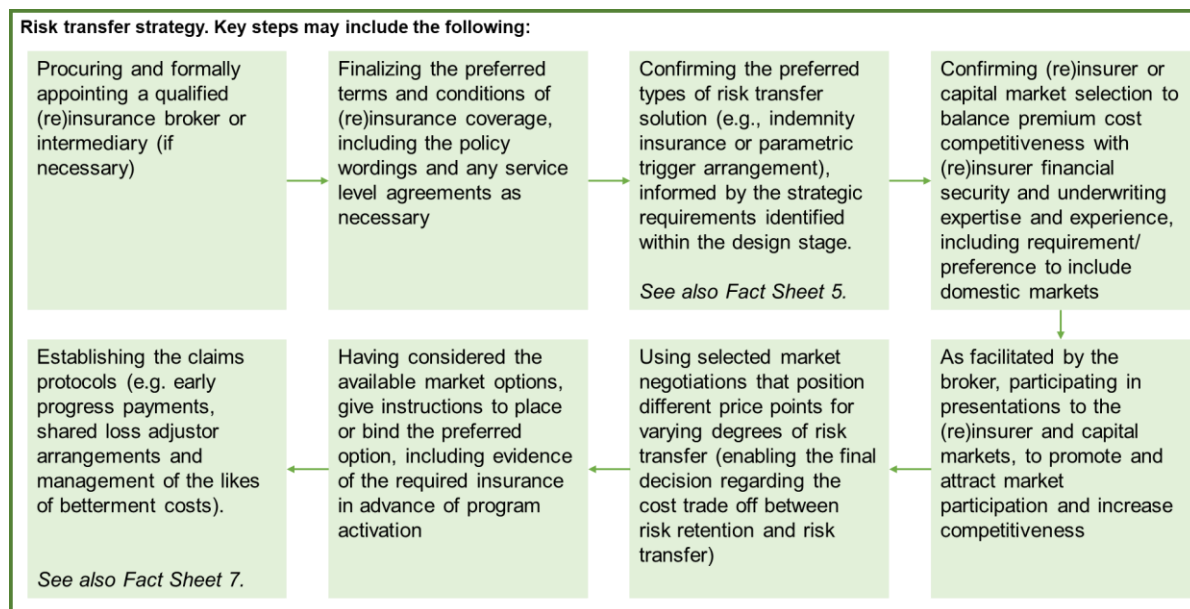 Risk transfer strategy. Key steps may include the following:
Procuring and formally
appointing a qualified
(re)insurance broker or
intermediary (if
necessary)
Finalizing the preferred
terms and conditions of
(re)insurance coverage,
including the policy
wordings and any service
level agreements as
necessary
Confirming the preferred
types of risk transfer
solution (e.g., indemnity
insurance or parametric
trigger arrangement),
informed by the strategic
requirements identified
within the design stage.
See also Fact Sheet 5.
Confirming (re)insurer or
capital market selection to
balance premium cost
competitiveness with
(re)insurer financial
security and underwriting
expertise and experience,
including requirement/
preference to include
domestic markets
As facilitated by the
broker, participating in
presentations to the
(re)insurer and capital
markets, to promote and
attract market
participation and increase
competitiveness
Using selected market
negotiations that position
different price points for
varying degrees of risk
transfer (enabling the final
decision regarding the
cost trade off between
risk retention and risk
transfer)
Having considered the
available market options,
give instructions to place
or bind the preferred
option, including evidence
of the required insurance
in advance of program
activation
Establishing the claims
protocols (e.g. early
progress payments,
shared loss adjustor
arrangements and
management of the likes
of betterment costs).
See also Fact Sheet 7.